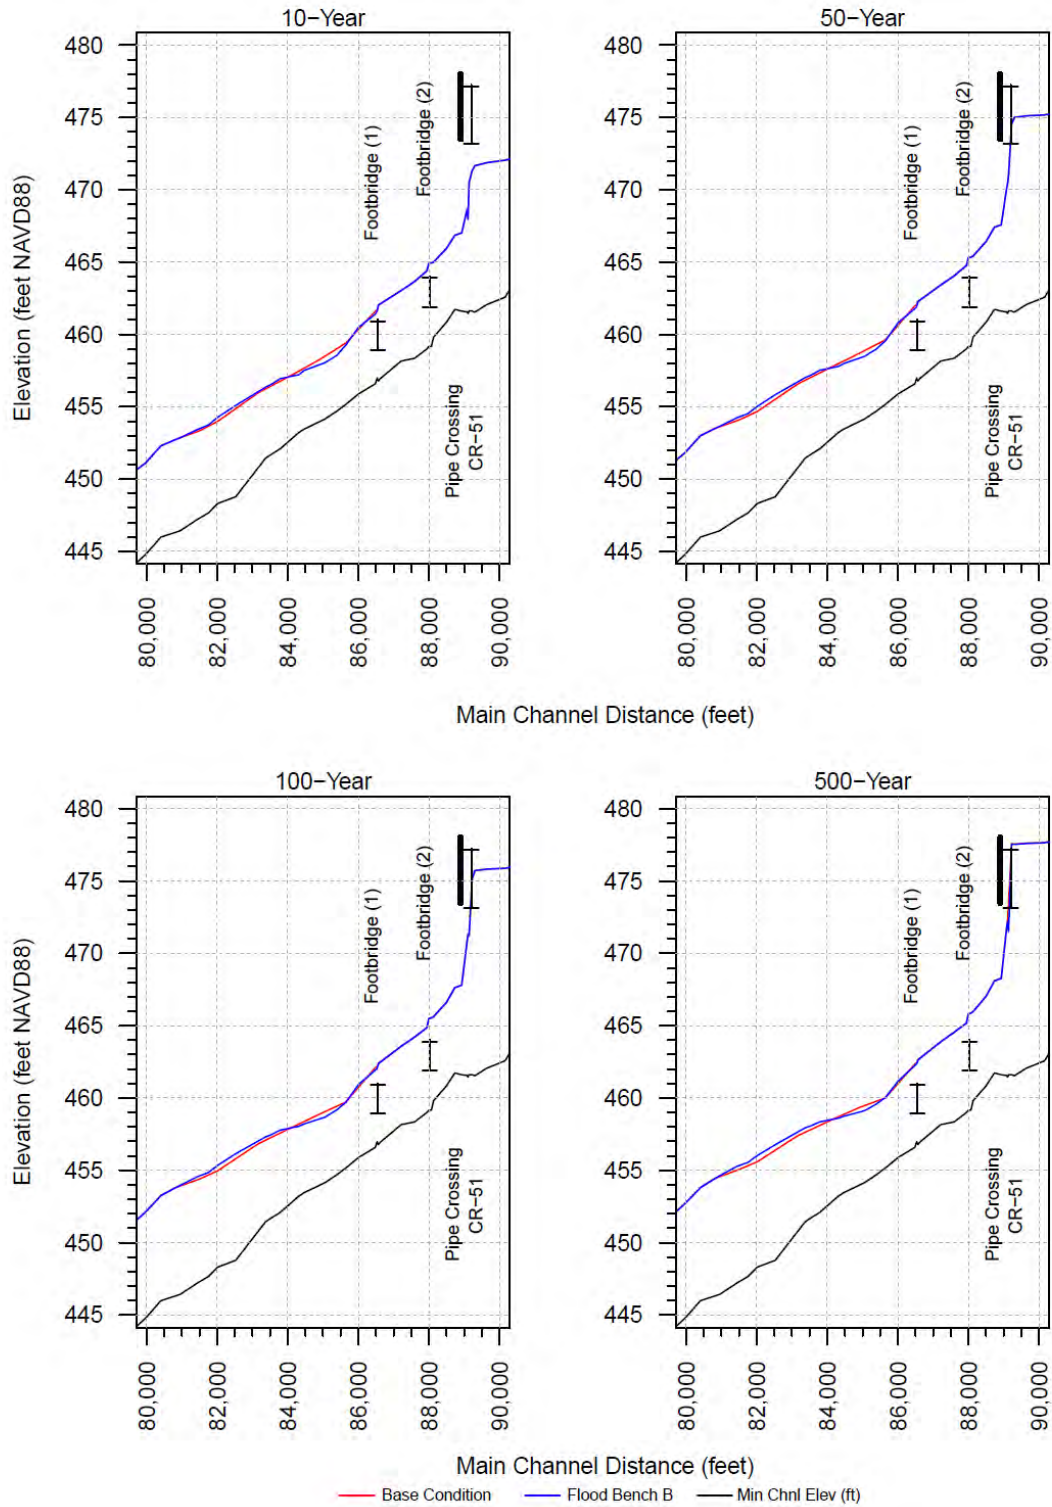 10−Year
50−Year
Elevation (feet NAVD88)
480
475
470
465
460
455
450
445
Footbridge (1)
Footbridge (2)
Pipe Crossing
CR−51
80,000
82,000
84,000
86,000
88,000
90,000
480
475
470
465
460
455
450
445
Footbridge (1)
Footbridge (2)
Pipe Crossing
CR−51
80,000
82,000
84,000
86,000
88,000
90,000
Main Channel Distance (feet)
100−Year
500−Year
Elevation (feet NAVD88)
480
475
470
465
460
455
450
445
Footbridge (1)
Footbridge (2)
Pipe Crossing
CR−51
80,000
82,000
84,000
86,000
88,000
90,000
480
475
470
465
460
455
450
445
Footbridge (1)
Footbridge (2)
Pipe Crossing
CR−51
80,000
82,000
84,000
86,000
88,000
90,000
Main Channel Distance (feet)
Base Condition
Flood Bench B
Min Chnl Elev (ft)